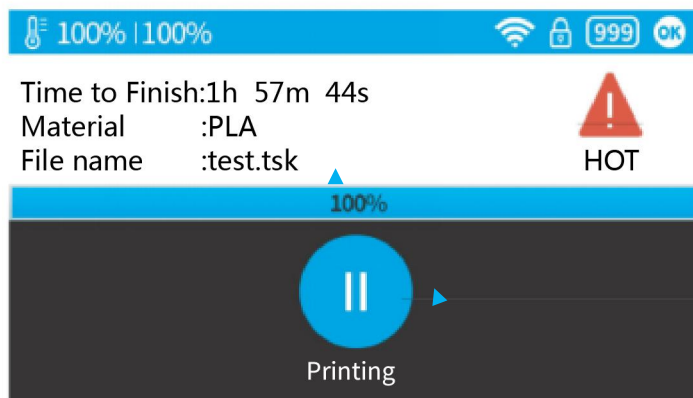 100% | 100% 999 OK
Time to Finish:1h 57m 44s
Material :PLA
File name :test.tsk
HOT
100%
Printing